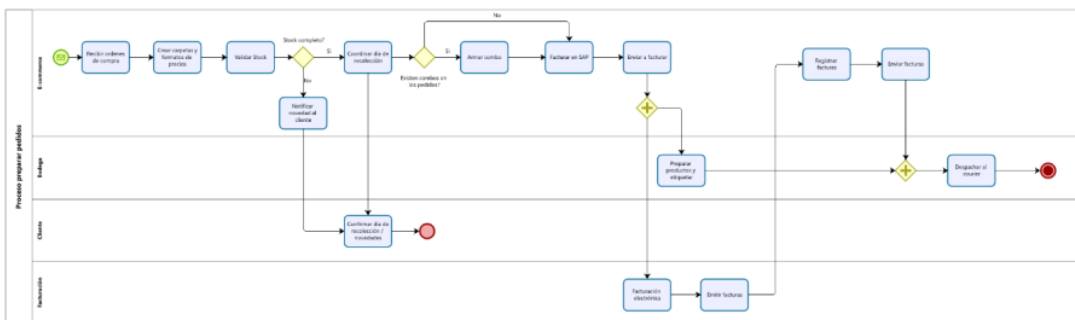 Proceso preparar pedidos
E-commerce
Recibir ordenes
de compra
Crear carpetas y
formatos de
precios
Validar Stock
Stock completo?
Si
No
Notificar
novedad al
cliente
Coordinar día de
recolección
Existen combos en
los pedidos?
No
Si
Armar combo
Facturar en SAP
Enviar a facturar
Registrar
facturas
Enviar facturas
Bodega
Preparar
productos y
etiquetar
Despachar al
courier
Cliente
Confirmar día de
recolección /
novedades
Facturación
Facturación
electrónica
Emitir facturas